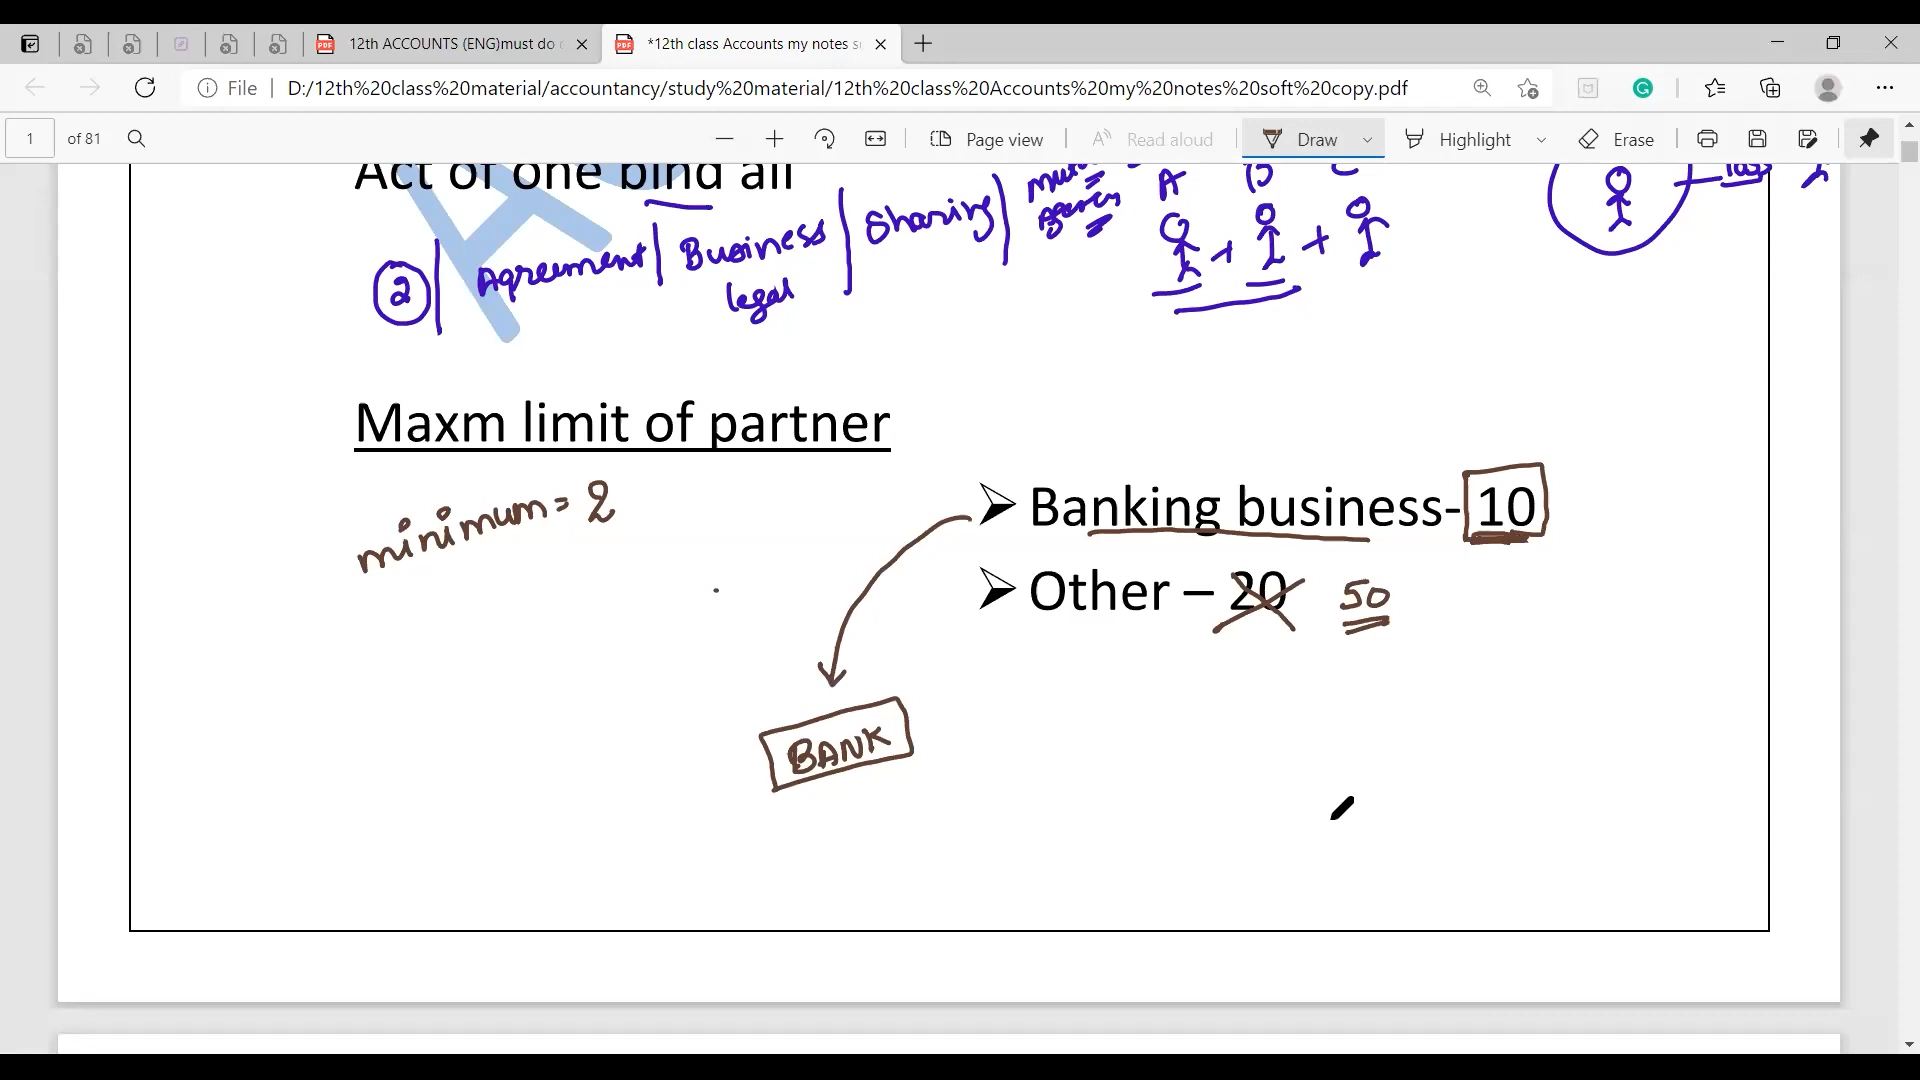 12th ACCOUNTS (ENG)must do
*12th class Accounts my notes s
File
D:/12th%20class%20material/accountancy/study%20material/12th%20class%20Accounts%20my%20notes%20soft%20copy.pdf
1 of 81
Page view
Read aloud
Draw
Highlight
Erase
Act of one bind all
A
2 Agreement Business Sharing
legal
Maxm limit of partner
minimum = 2
Banking business- 10
Other – 20 50
BANK